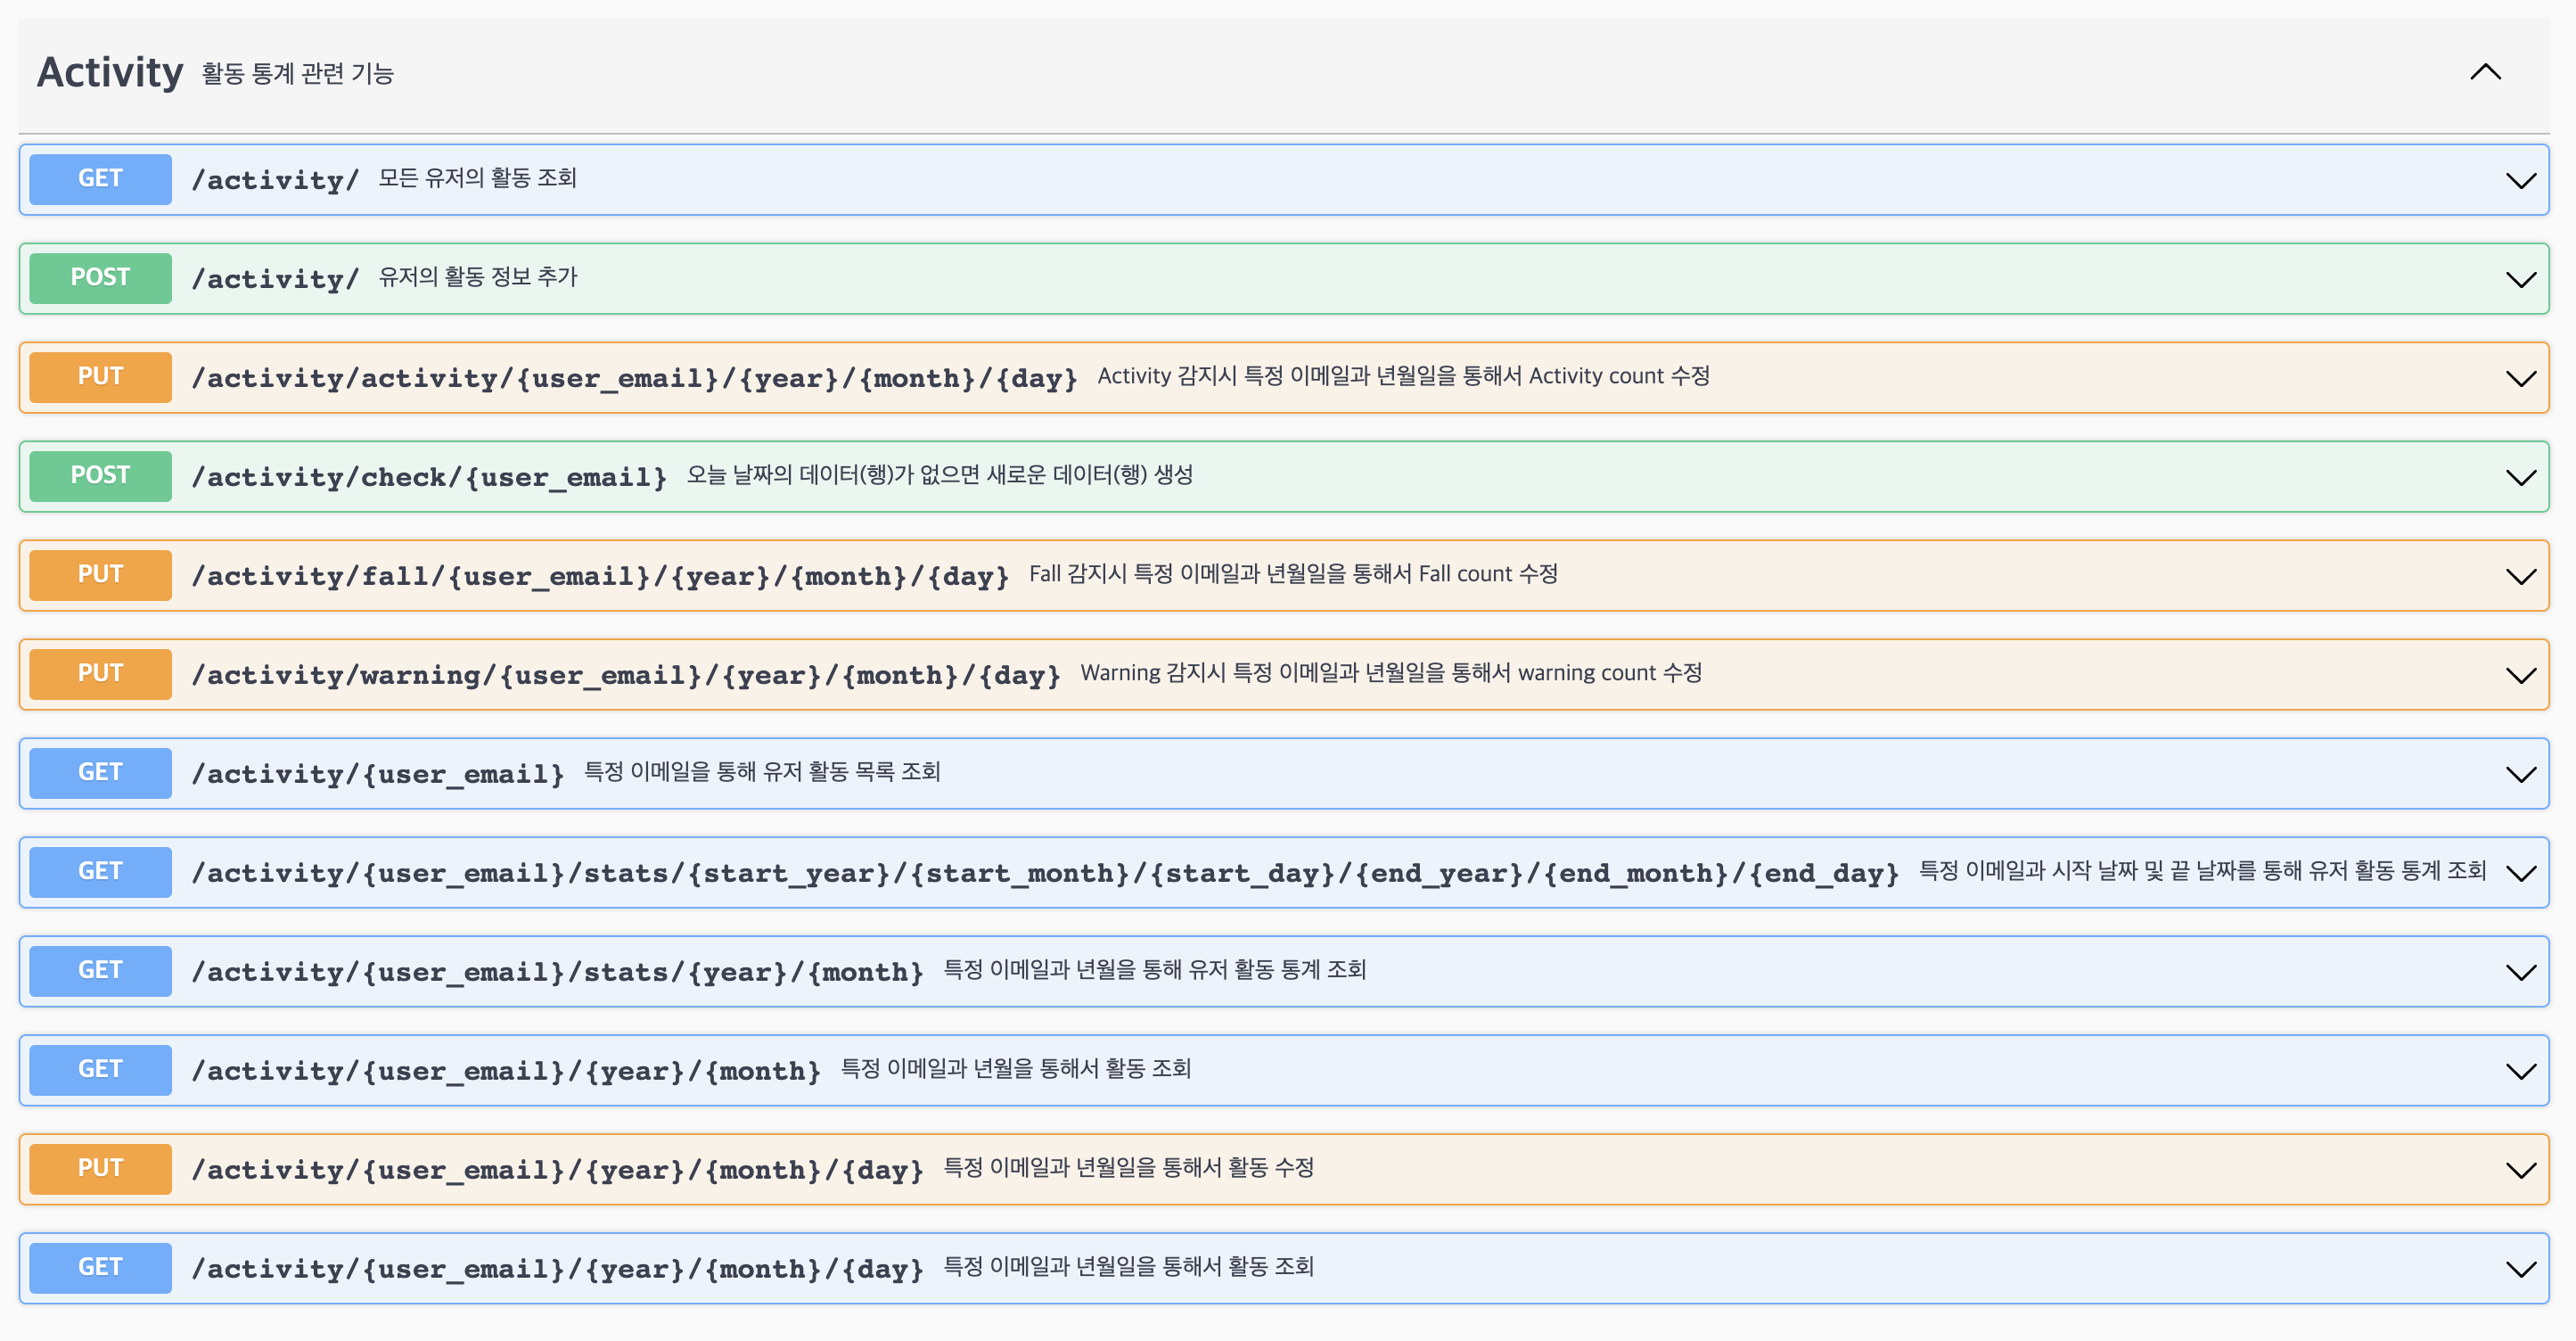 Activity 활동 통계 관련 기능
GET /activity/ 모든 유저의 활동 조회
POST /activity/ 유저의 활동 정보 추가
PUT /activity/activity/{user_email}/{year}/{month}/{day} Activity 감지시 특정 이메일과 년월일을 통해서 Activity count 수정
POST /activity/check/{user_email} 오늘 날짜의 데이터(행)가 없으면 새로운 데이터(행) 생성
PUT /activity/fall/{user_email}/{year}/{month}/{day} Fall 감지시 특정 이메일과 년월일을 통해서 Fall count 수정
PUT /activity/warning/{user_email}/{year}/{month}/{day} Warning 감지시 특정 이메일과 년월일을 통해서 warning count 수정
GET /activity/{user_email} 특정 이메일을 통해 유저 활동 목록 조회
GET /activity/{user_email}/stats/{start_year}/{start_month}/{start_day}/{end_year}/{end_month}/{end_day} 특정 이메일과 시작 날짜 및 끝 날짜를 통해 유저 활동 통계 조회
GET /activity/{user_email}/stats/{year}/{month} 특정 이메일과 년월을 통해 유저 활동 통계 조회
GET /activity/{user_email}/{year}/{month} 특정 이메일과 년월을 통해서 활동 조회
PUT /activity/{user_email}/{year}/{month}/{day} 특정 이메일과 년월일을 통해서 활동 수정
GET /activity/{user_email}/{year}/{month}/{day} 특정 이메일과 년월일을 통해서 활동 조회